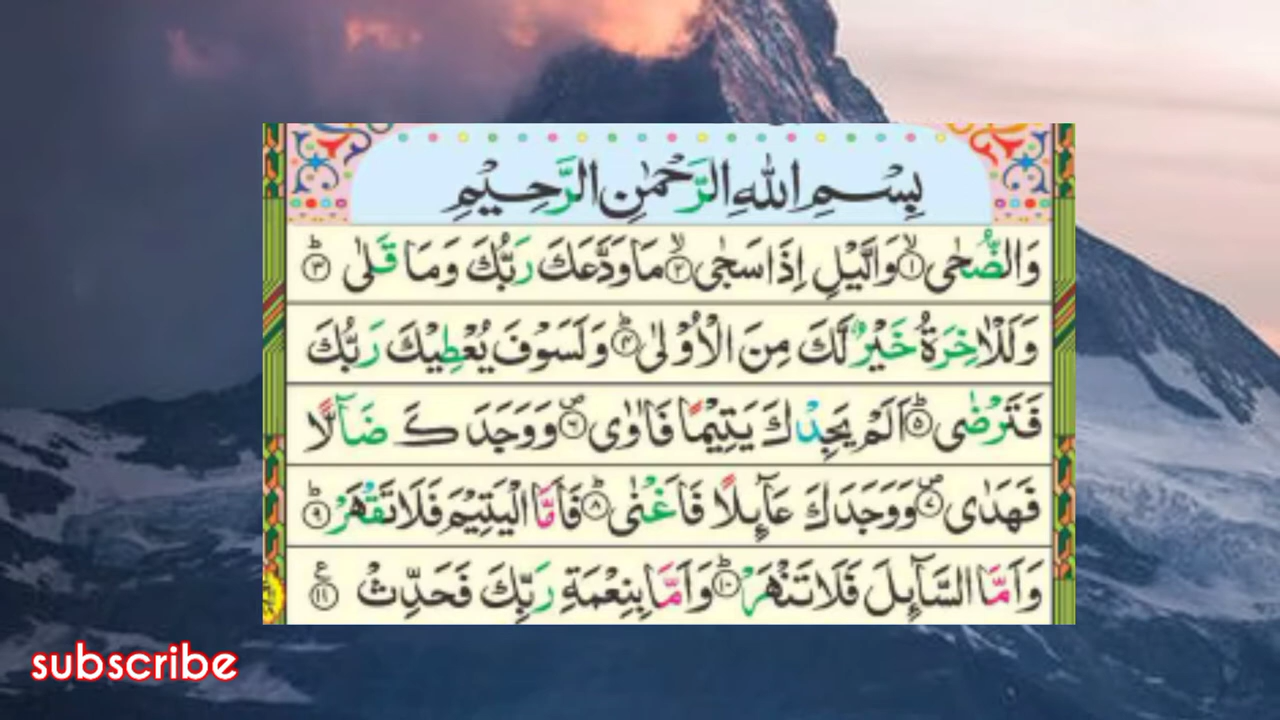 بِسْمِ اللهِ الرَّحْمٰنِ الرَّحِيْمِ
وَالضُّحٰى ۙ﴿۱﴾ وَالَّيْلِ اِذَا سَجٰى ۙ﴿۲﴾ مَا وَدَّعَكَ رَبُّكَ وَمَا قَلٰى ؕ﴿۳﴾
وَلَلْاٰخِرَةُ خَيْرٌ لَّكَ مِنَ الْاُوْلٰى ؕ﴿۴﴾ وَلَسَوْفَ يُعْطِيْكَ رَبُّكَ
فَتَرْضٰى ؕ﴿۵﴾ اَلَمْ يَجِدْكَ يَتِيْمًا فَاٰوٰى ۪﴿۶﴾ وَوَجَدَكَ ضَآلًّا
فَهَدٰى ۪﴿۷﴾ وَوَجَدَكَ عَآئِلًا فَاَغْنٰى ؕ﴿۸﴾ فَاَمَّا الْيَتِيْمَ فَلَا تَقْهَرْ ؕ﴿۹﴾
وَاَمَّا السَّآئِلَ فَلَا تَنْهَرْ ؕ﴿۱۰﴾ وَاَمَّا بِنِعْمَةِ رَبِّكَ فَحَدِّثْ ﴿۱۱﴾ ع
subscribe